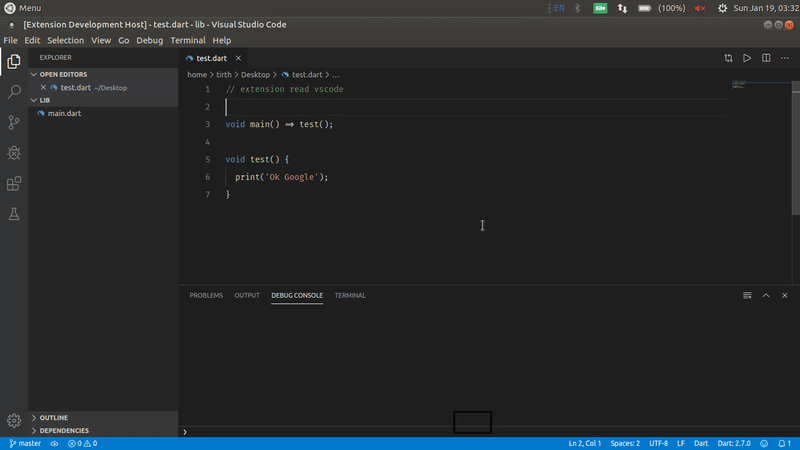 Menu
EN
(100%)
Sun Jan 19, 03:32
[Extension Development Host] - test.dart - lib - Visual Studio Code
File Edit Selection View Go Debug Terminal Help
EXPLORER
OPEN EDITORS
test.dart ~/Desktop
LIB
main.dart
OUTLINE
DEPENDENCIES
test.dart
home > tirth > Desktop > test.dart > ...
1 // extension read vscode
2
3 void main() => test();
4
5 void test() {
6 print('Ok Google');
7 }
PROBLEMS OUTPUT DEBUG CONSOLE TERMINAL
master 0 0
Ln 2, Col 1 Spaces: 2 UTF-8 LF Dart Dart: 2.7.0 1